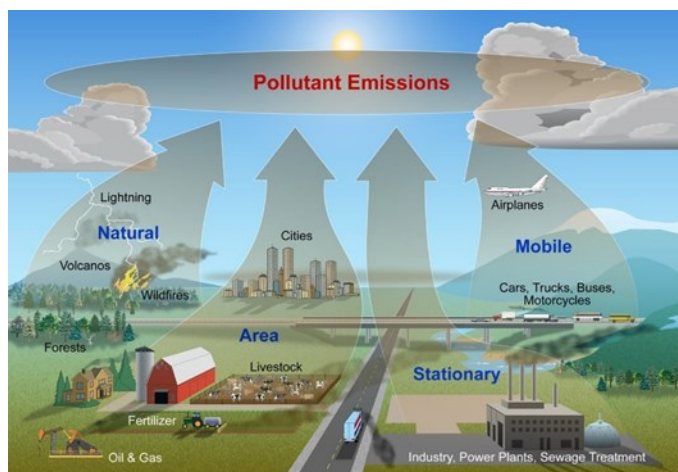 Pollutant Emissions
Lightning
Natural
Airplanes
Cities
Mobile
Volcanos
Wildfires
Cars, Trucks, Buses,
Motorcycles
Area
Forests
Livestock
Stationary
Fertilizer
Oil & Gas
Industry, Power Plants, Sewage Treatment